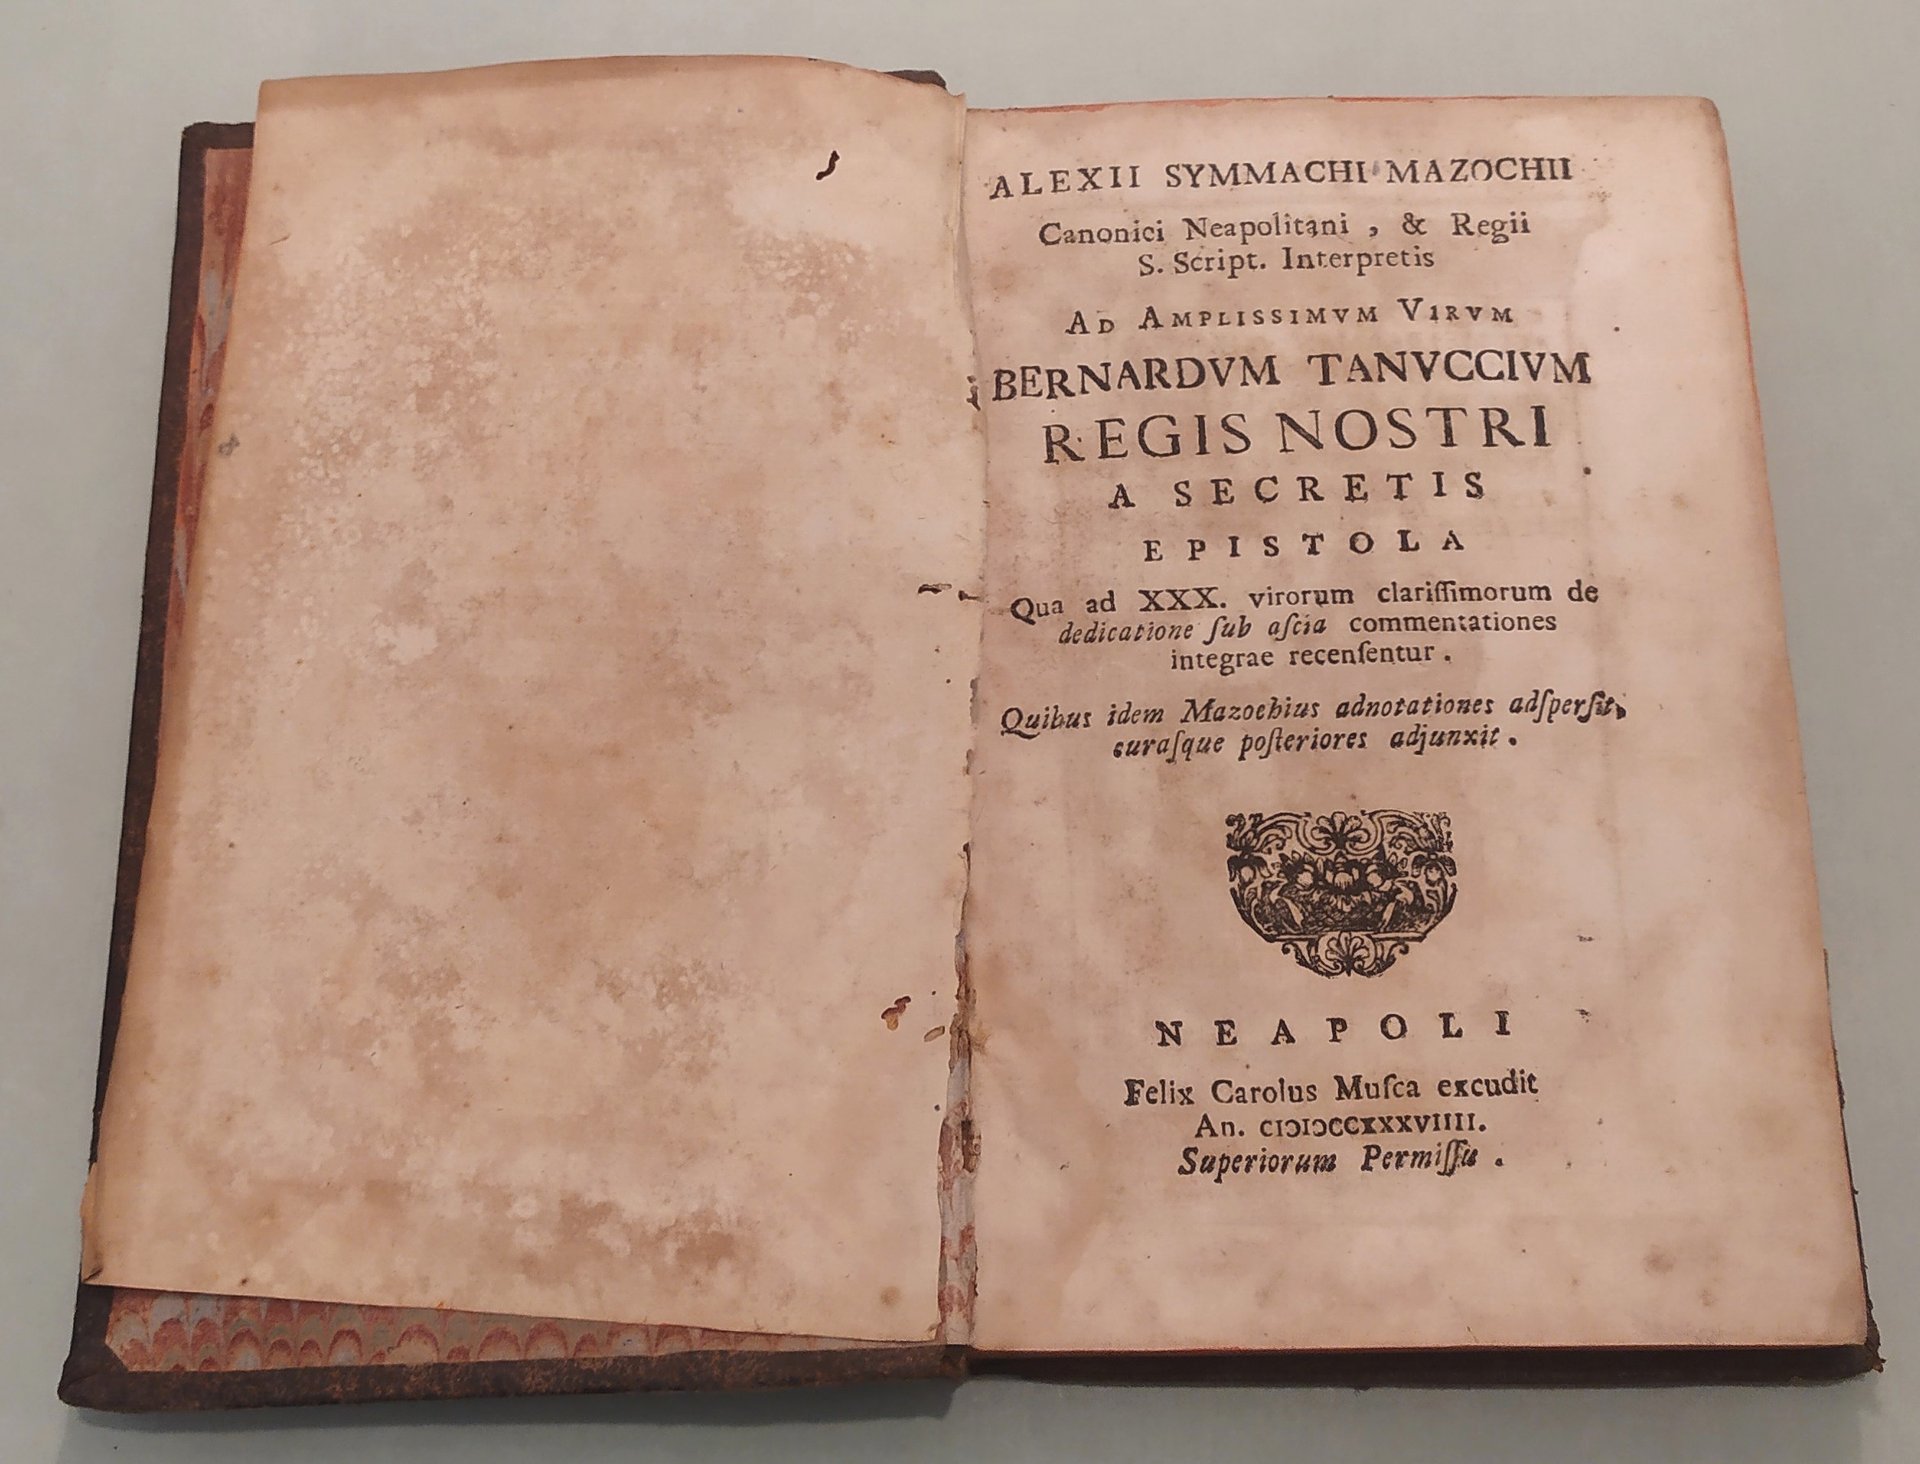 ALEXII SYMMACHI MAZOCHII
Canonici Neapolitani , & Regii
S. Script. Interpretis
AD AMPLISSIMVM VIRVM
BERNARDVM TANVCCIVM
REGIS NOSTRI
A SECRETIS
EPISTOLA
Qua ad XXX. virorum clariſſimorum de
dedicatione ſub aſcia commentationes
integrae recenſentur .
Quibus idem Mazochius adnotationes adſperſit,
curaſque poſteriores adjunxit .
NEAPOLI
Felix Carolus Muſca excudit
An. CIↃIↃCCXXXVIIII.
Superiorum Permiſſu .